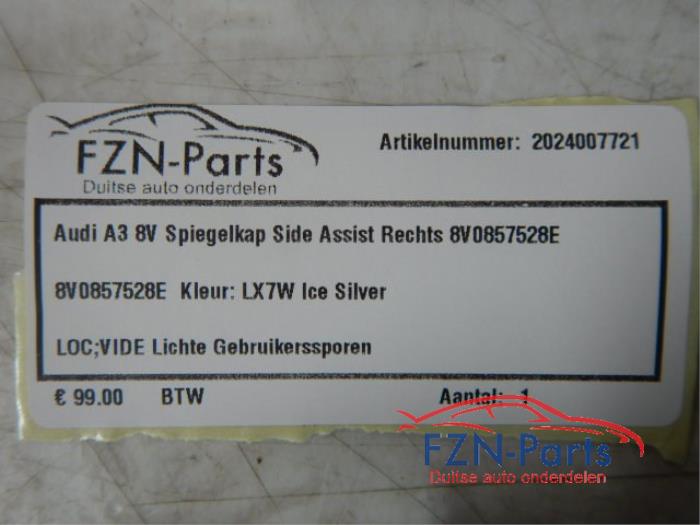 FZN-Parts
Duitse auto onderdelen
Artikelnummer: 2024007721
Audi A3 8V Spiegelkap Side Assist Rechts 8V0857528E
8V0857528E Kleur: LX7W Ice Silver
LOC;VIDE Lichte Gebruikerssporen
€ 99.00 BTW Aantal: 1
FZN-Parts
Duitse auto onderdelen